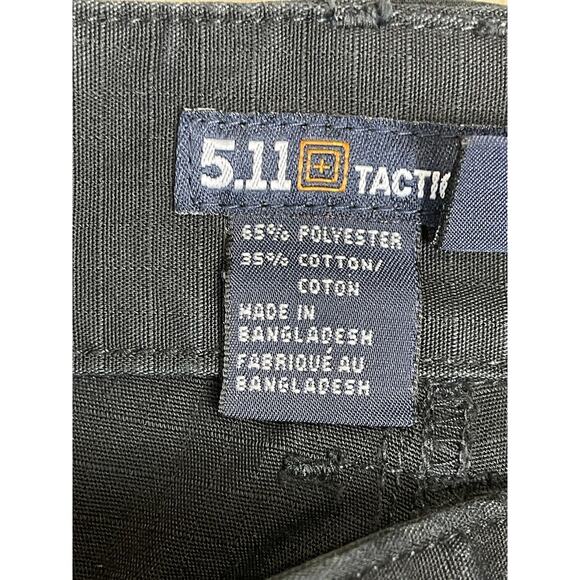 5.11 TACTIC
65% POLYESTER
35% COTTON/
COTON
MADE IN
BANGLADESH
FABRIQUÉ AU
BANGLADESH